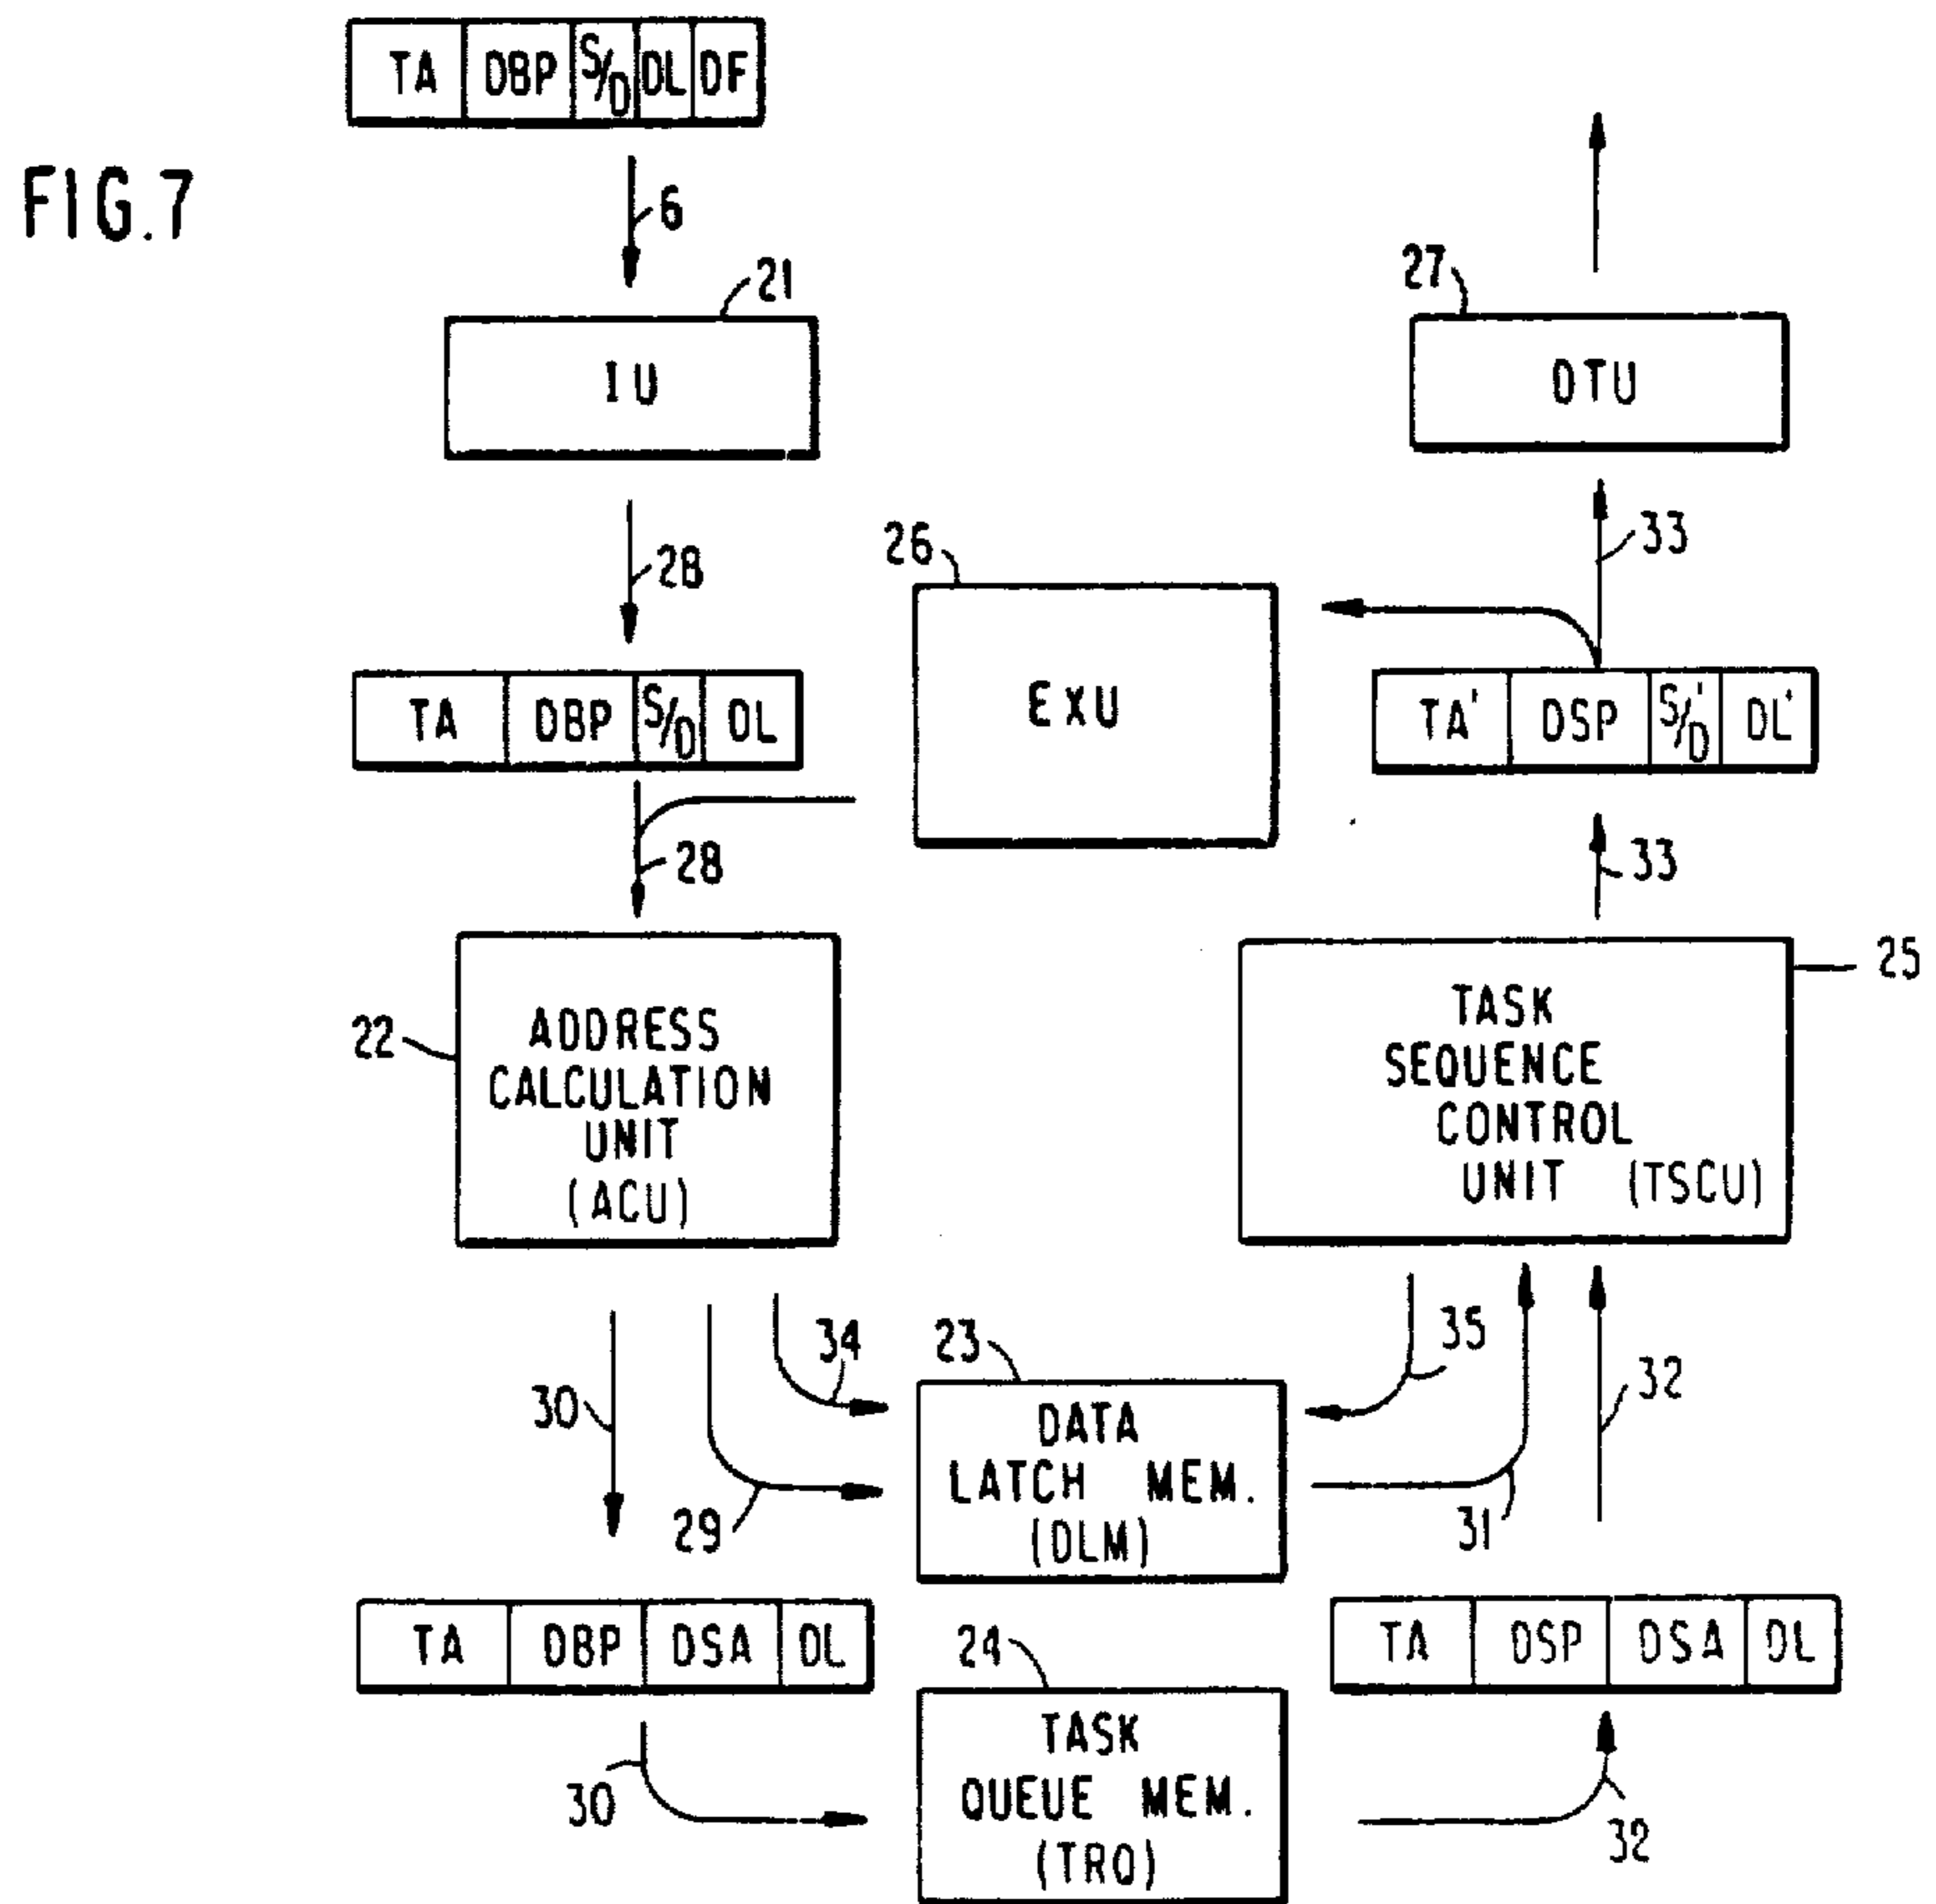 TA DBP S/D DL DF
FIG.7
6
21
27
IU
OTU
28
26
33
EXU
TA DBP S/D DL
TA' DSP S/D' DL'
28
33
22
ADDRESS
CALCULATION
UNIT
(ACU)
25
TASK
SEQUENCE
CONTROL
UNIT (TSCU)
34
23
35
30
32
DATA
LATCH MEM.
(DLM)
29
31
TA DBP DSA DL
24
TA DSP DSA DL
TASK
QUEUE MEM.
(TRQ)
30
32